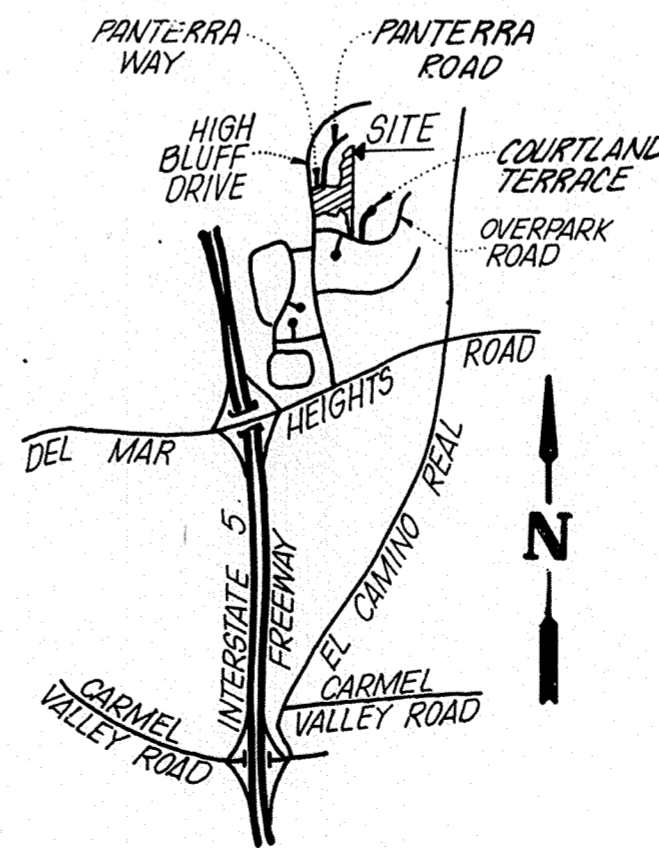 PANTERRA
WAY
PANTERRA
ROAD
HIGH
BLUFF
DRIVE
SITE
COURTLAND
TERRACE
OVERPARK
ROAD
DEL MAR HEIGHTS ROAD
INTERSTATE 5
FREEWAY
EL CAMINO REAL
N
CARMEL
VALLEY ROAD
CARMEL
VALLEY ROAD